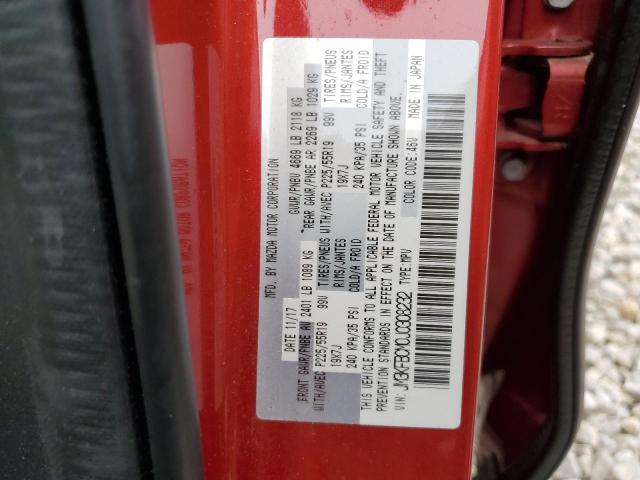 MFD. BY MAZDA MOTOR CORPORATION
DATE 11/17 GVWR/PNBV 4669 LB 2118 KG
FRONT GAWR/PNBE AV 2401 LB 1089 KG REAR GAWR/PNBE AR 2269 LB 1029 KG
WITH/AVEC P225/55R19 99V TIRES/PNEUS WITH/AVEC P225/55R19 99V TIRES/PNEUS
19X7J RIMS/JANTES 19X7J RIMS/JANTES
240 KPA/35 PSI COLD/A FROID 240 KPA/35 PSI COLD/A FROID
THIS VEHICLE CONFORMS TO ALL APPLICABLE FEDERAL MOTOR VEHICLE SAFETY AND THEFT
PREVENTION STANDARDS IN EFFECT ON THE DATE OF MANUFACTURE SHOWN ABOVE.
VIN: JM3KFBCM0J0308232 TYPE: MPV COLOR CODE: 46V MADE IN JAPAN